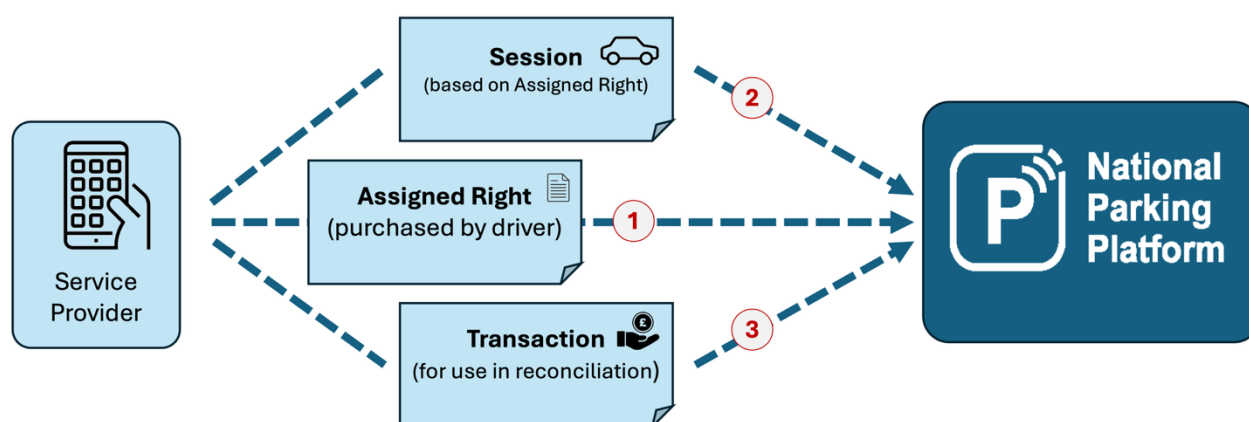 Session
(based on Assigned Right)
2
Service
Provider
Assigned Right
(purchased by driver)
1
P
National
Parking
Platform
Transaction
£
(for use in reconciliation)
3